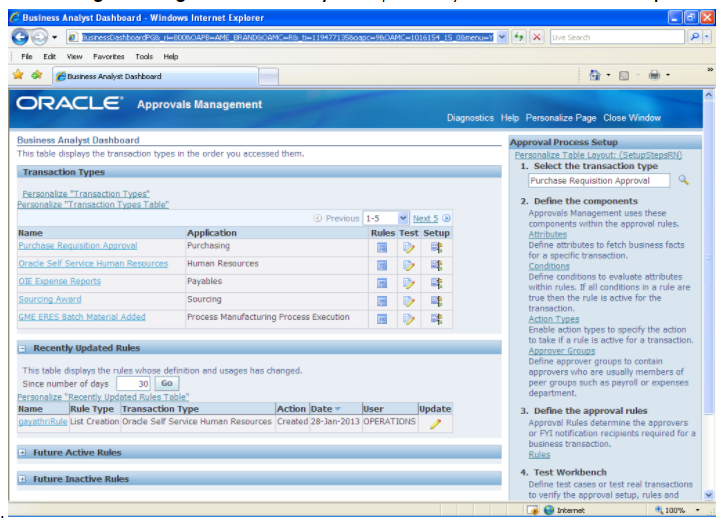 Business Analyst Dashboard - Windows Internet Explorer
BusinessDashboardPG&_ri=800&OAPB=AME_BRAND&OAMC=R&_ti=1194771358&oapc=9&OAMC=1016154_15_0&menu=Y
Live Search
File Edit View Favorites Tools Help
Business Analyst Dashboard
ORACLE Approvals Management
Diagnostics Help Personalize Page Close Window
Business Analyst Dashboard
This table displays the transaction types in the order you accessed them.
Transaction Types
Personalize "Transaction Types"
Personalize "Transaction Types Table"
Previous 1-5 Next 5
Name Application Rules Test Setup
Purchase Requisition Approval Purchasing
Oracle Self Service Human Resources Human Resources
OIE Expense Reports Payables
Sourcing Award Sourcing
GME ERES Batch Material Added Process Manufacturing Process Execution
Recently Updated Rules
This table displays the rules whose definition and usages has changed.
Since number of days 30 Go
Personalize "Recently Updated Rules Table"
Name Rule Type Transaction Type Action Date User Update
gayathriRule List Creation Oracle Self Service Human Resources Created 28-Jan-2013 OPERATIONS
Future Active Rules
Future Inactive Rules
Approval Process Setup
Personalize Table Layout: (SetupStepsRN)
1. Select the transaction type
Purchase Requisition Approval
2. Define the components
Approvals Management uses these
components within the approval rules.
Attributes
Define attributes to fetch business facts
for a specific transaction.
Conditions
Define conditions to evaluate attributes
within rules. If all conditions in a rule are
true then the rule is active for the
transaction.
Action Types
Enable action types to specify the action
to take if a rule is active for a transaction.
Approver Groups
Define approver groups to contain
approvers who are usually members of
peer groups such as payroll or expenses
department.
3. Define the approval rules
Approval Rules determine the approvers
or FYI notification recipients required for a
business transaction.
Rules
4. Test Workbench
Define test cases or test real transactions
to verify the approval setup, rules and
Internet 100%